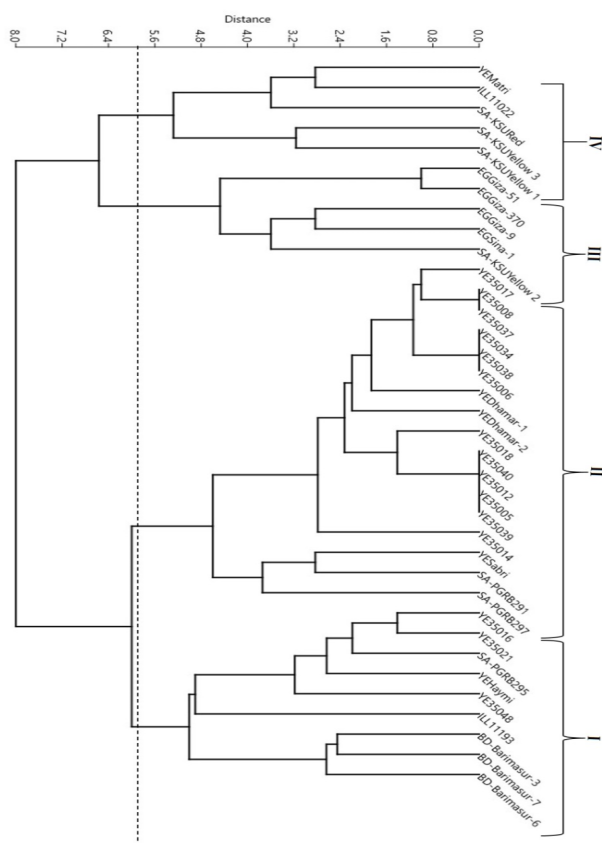 Distance
8.0
7.2
6.4
5.6
4.8
4.0
3.2
2.4
1.6
0.8
0.0
YEMatri
ILL11022
SA-KSURed
SA-KSUYellow 3
SA-KSUYellow 1
EGGiza-51
EGGiza-370
EGGiza-9
EGSina-1
SA-KSUYellow 2
YE35017
YE35008
YE35037
YE35034
YE35038
YE35006
YEDhamar-1
YEDhamar-2
YE35018
YE35040
YE35012
YE35005
YE35039
YE35014
YESabri
SA-PGRB291
SA-PGRB297
YE35016
YE35021
SA-PGRB295
YEHaymi
YE35048
ILL11193
BD-Barimasur-3
BD-Barimasur-7
BD-Barimasur-6
IV
III
II
I